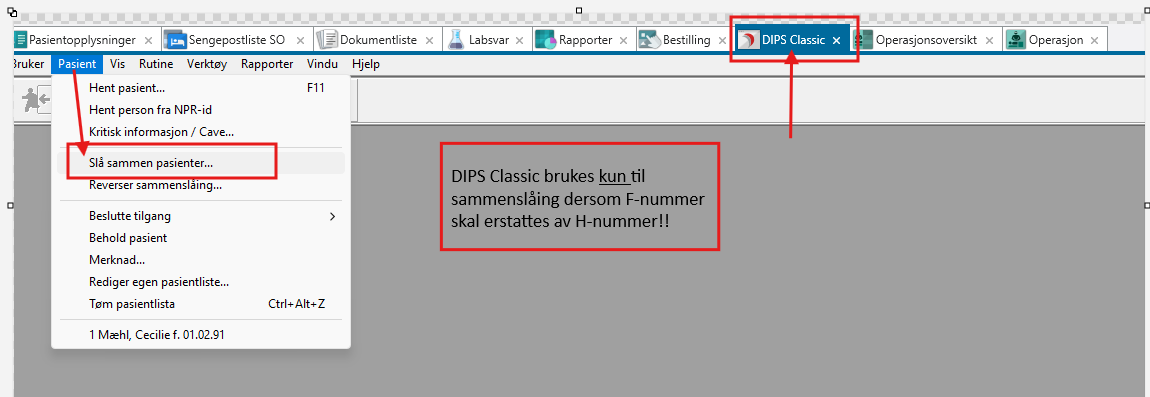 Pasientopplysninger Sengepostliste SO Dokumentliste Labsvar Rapporter Bestilling DIPS Classic Operasjonsoversikt Operasjon
Bruker Pasient Vis Rutine Verktøy Rapporter Vindu Hjelp
Hent pasient... F11
Hent person fra NPR-id
Kritisk informasjon / Cave...
Slå sammen pasienter...
Reverser sammenslåing...
Beslutte tilgang
Behold pasient
Merknad...
Rediger egen pasientliste...
Tøm pasientlista Ctrl+Alt+Z
1 Mæhl, Cecilie f. 01.02.91
DIPS Classic brukes kun til
sammenslåing dersom F-nummer
skal erstattes av H-nummer!!